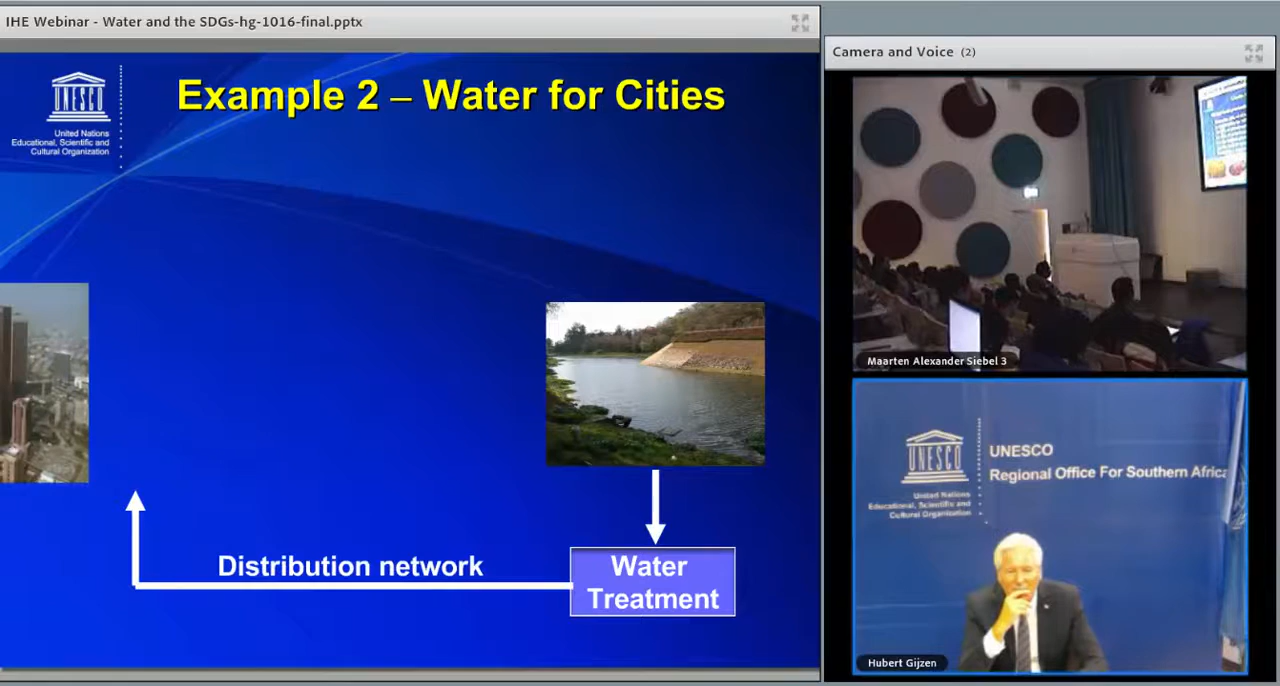 IHE Webinar - Water and the SDGs-hg-1016-final.pptx
UNESCO
United Nations
Educational, Scientific and
Cultural Organization
Example 2 – Water for Cities
Distribution network
Water
Treatment
Camera and Voice (2)
Maarten Alexander Siebel 3
UNESCO
United Nations
Educational, Scientific and
Cultural Organization
UNESCO
Regional Office For Southern Africa
Hubert Gijzen